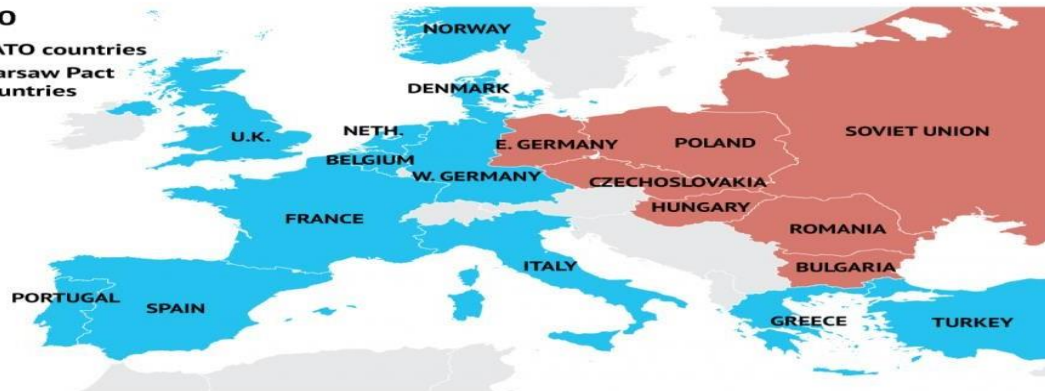 O
ATO countries
arsaw Pact
untries
NORWAY
DENMARK
NETH.
U.K.
BELGIUM
E. GERMANY
POLAND
SOVIET UNION
W. GERMANY
CZECHOSLOVAKIA
HUNGARY
FRANCE
ROMANIA
ITALY
BULGARIA
PORTUGAL
SPAIN
GREECE
TURKEY